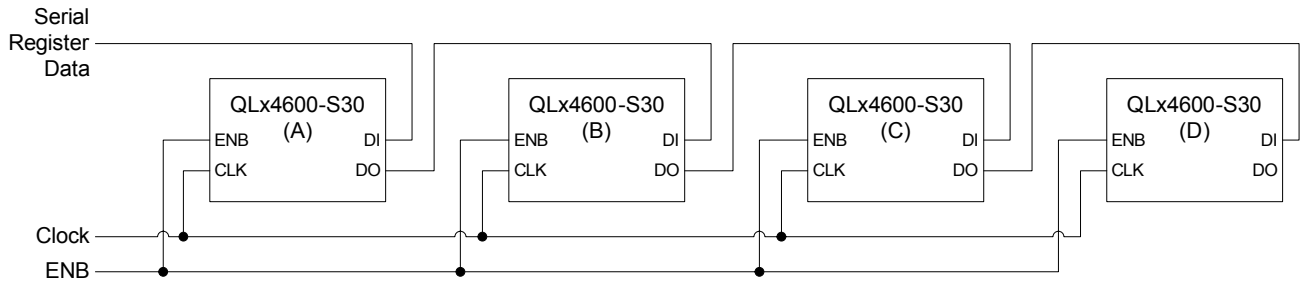 Serial
Register
Data
QLx4600-S30
(A)
ENB
DI
CLK
DO
QLx4600-S30
(B)
ENB
DI
CLK
DO
QLx4600-S30
(C)
ENB
DI
CLK
DO
QLx4600-S30
(D)
ENB
DI
CLK
DO
Clock
ENB